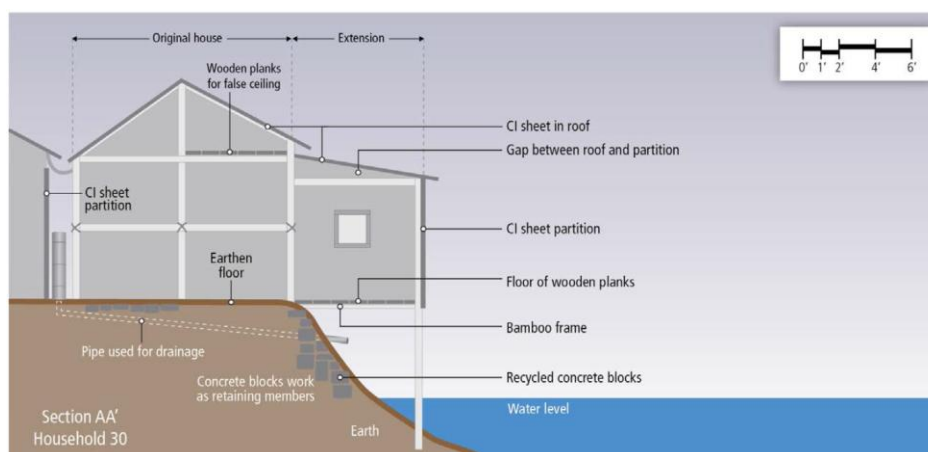 Original house
Extension
0' 1' 2' 4' 6'
Wooden planks
for false ceiling
CI sheet in roof
Gap between roof and partition
CI sheet
partition
CI sheet partition
Earthen
floor
Floor of wooden planks
Bamboo frame
Pipe used for drainage
Concrete blocks work
as retaining members
Recycled concrete blocks
Water level
Section AA'
Household 30
Earth